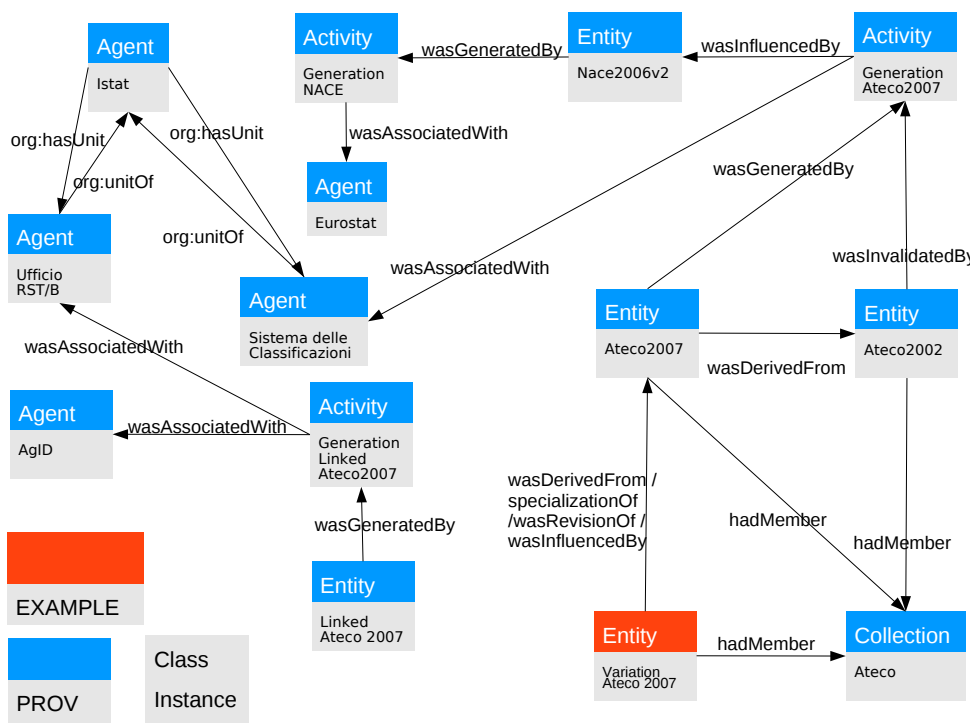 Agent
Istat
Activity
Generation
NACE
wasGeneratedBy
Entity
Nace2006v2
wasInfluencedBy
Activity
Generation
Ateco2007
org:hasUnit
org:hasUnit
org:unitOf
wasAssociatedWith
Agent
Eurostat
wasGeneratedBy
Agent
Ufficio
RST/B
org:unitOf
wasAssociatedWith
wasInvalidatedBy
Agent
Sistema delle
Classificazioni
Entity
Ateco2007
wasDerivedFrom
Entity
Ateco2002
wasAssociatedWith
Agent
AgID
wasAssociatedWith
Activity
Generation
Linked
Ateco2007
wasGeneratedBy
wasDerivedFrom /
specializationOf
/wasRevisionOf /
wasInfluencedBy
hadMember
hadMember
Entity
Linked
Ateco 2007
Entity
Variation
Ateco 2007
hadMember
Collection
Ateco
EXAMPLE
PROV
Class
Instance